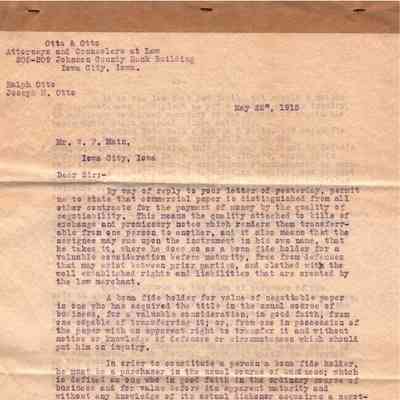 Otto & Otto
Attorneys and Counselors at Law
205-209 Johnson County Bank Building
Iowa City, Iowa.
Ralph Otto
Joseph H. Otto
May 22", 1915
Mr. W. P. Main,
Iowa City, Iowa
Dear Sir;-
By way of reply to your letter of yesterday, permit
me to state that commercial paper is distinguished from all
other contracts for the payment of money by the quality of
negotiability. This means the quality attached to bills of
exchange and promissory notes which renders them transferr-
able from one person to another, and it also means that the
assignee may sue upon the instrument in his own name, that
he takes it, where he does so as a bona fide holder for a
valuable consideration before maturity, free from defenses
that may exist between prior parties, and clothed with the
well established rights and liabilities that are created by
the law merchant.
A bona fide holder for value of negotiable paper
is one who has acquired the title in the usual course of
business, for a valuable consideration, in good faith, from
one capable of transferring it; or, from one in possession of
the paper with an apparent right to transfer it and without
notice or knowledge of defenses or circumstances which should
put him on inquiry.
In order to constitute a person a bona fide holder,
he must be a purchaser in the usual course of business; which
is defined as one who in good faith in the ordinary course of
business and for value before its apparent maturity and
without any knowledge of its actual dishonor acquires a negot-